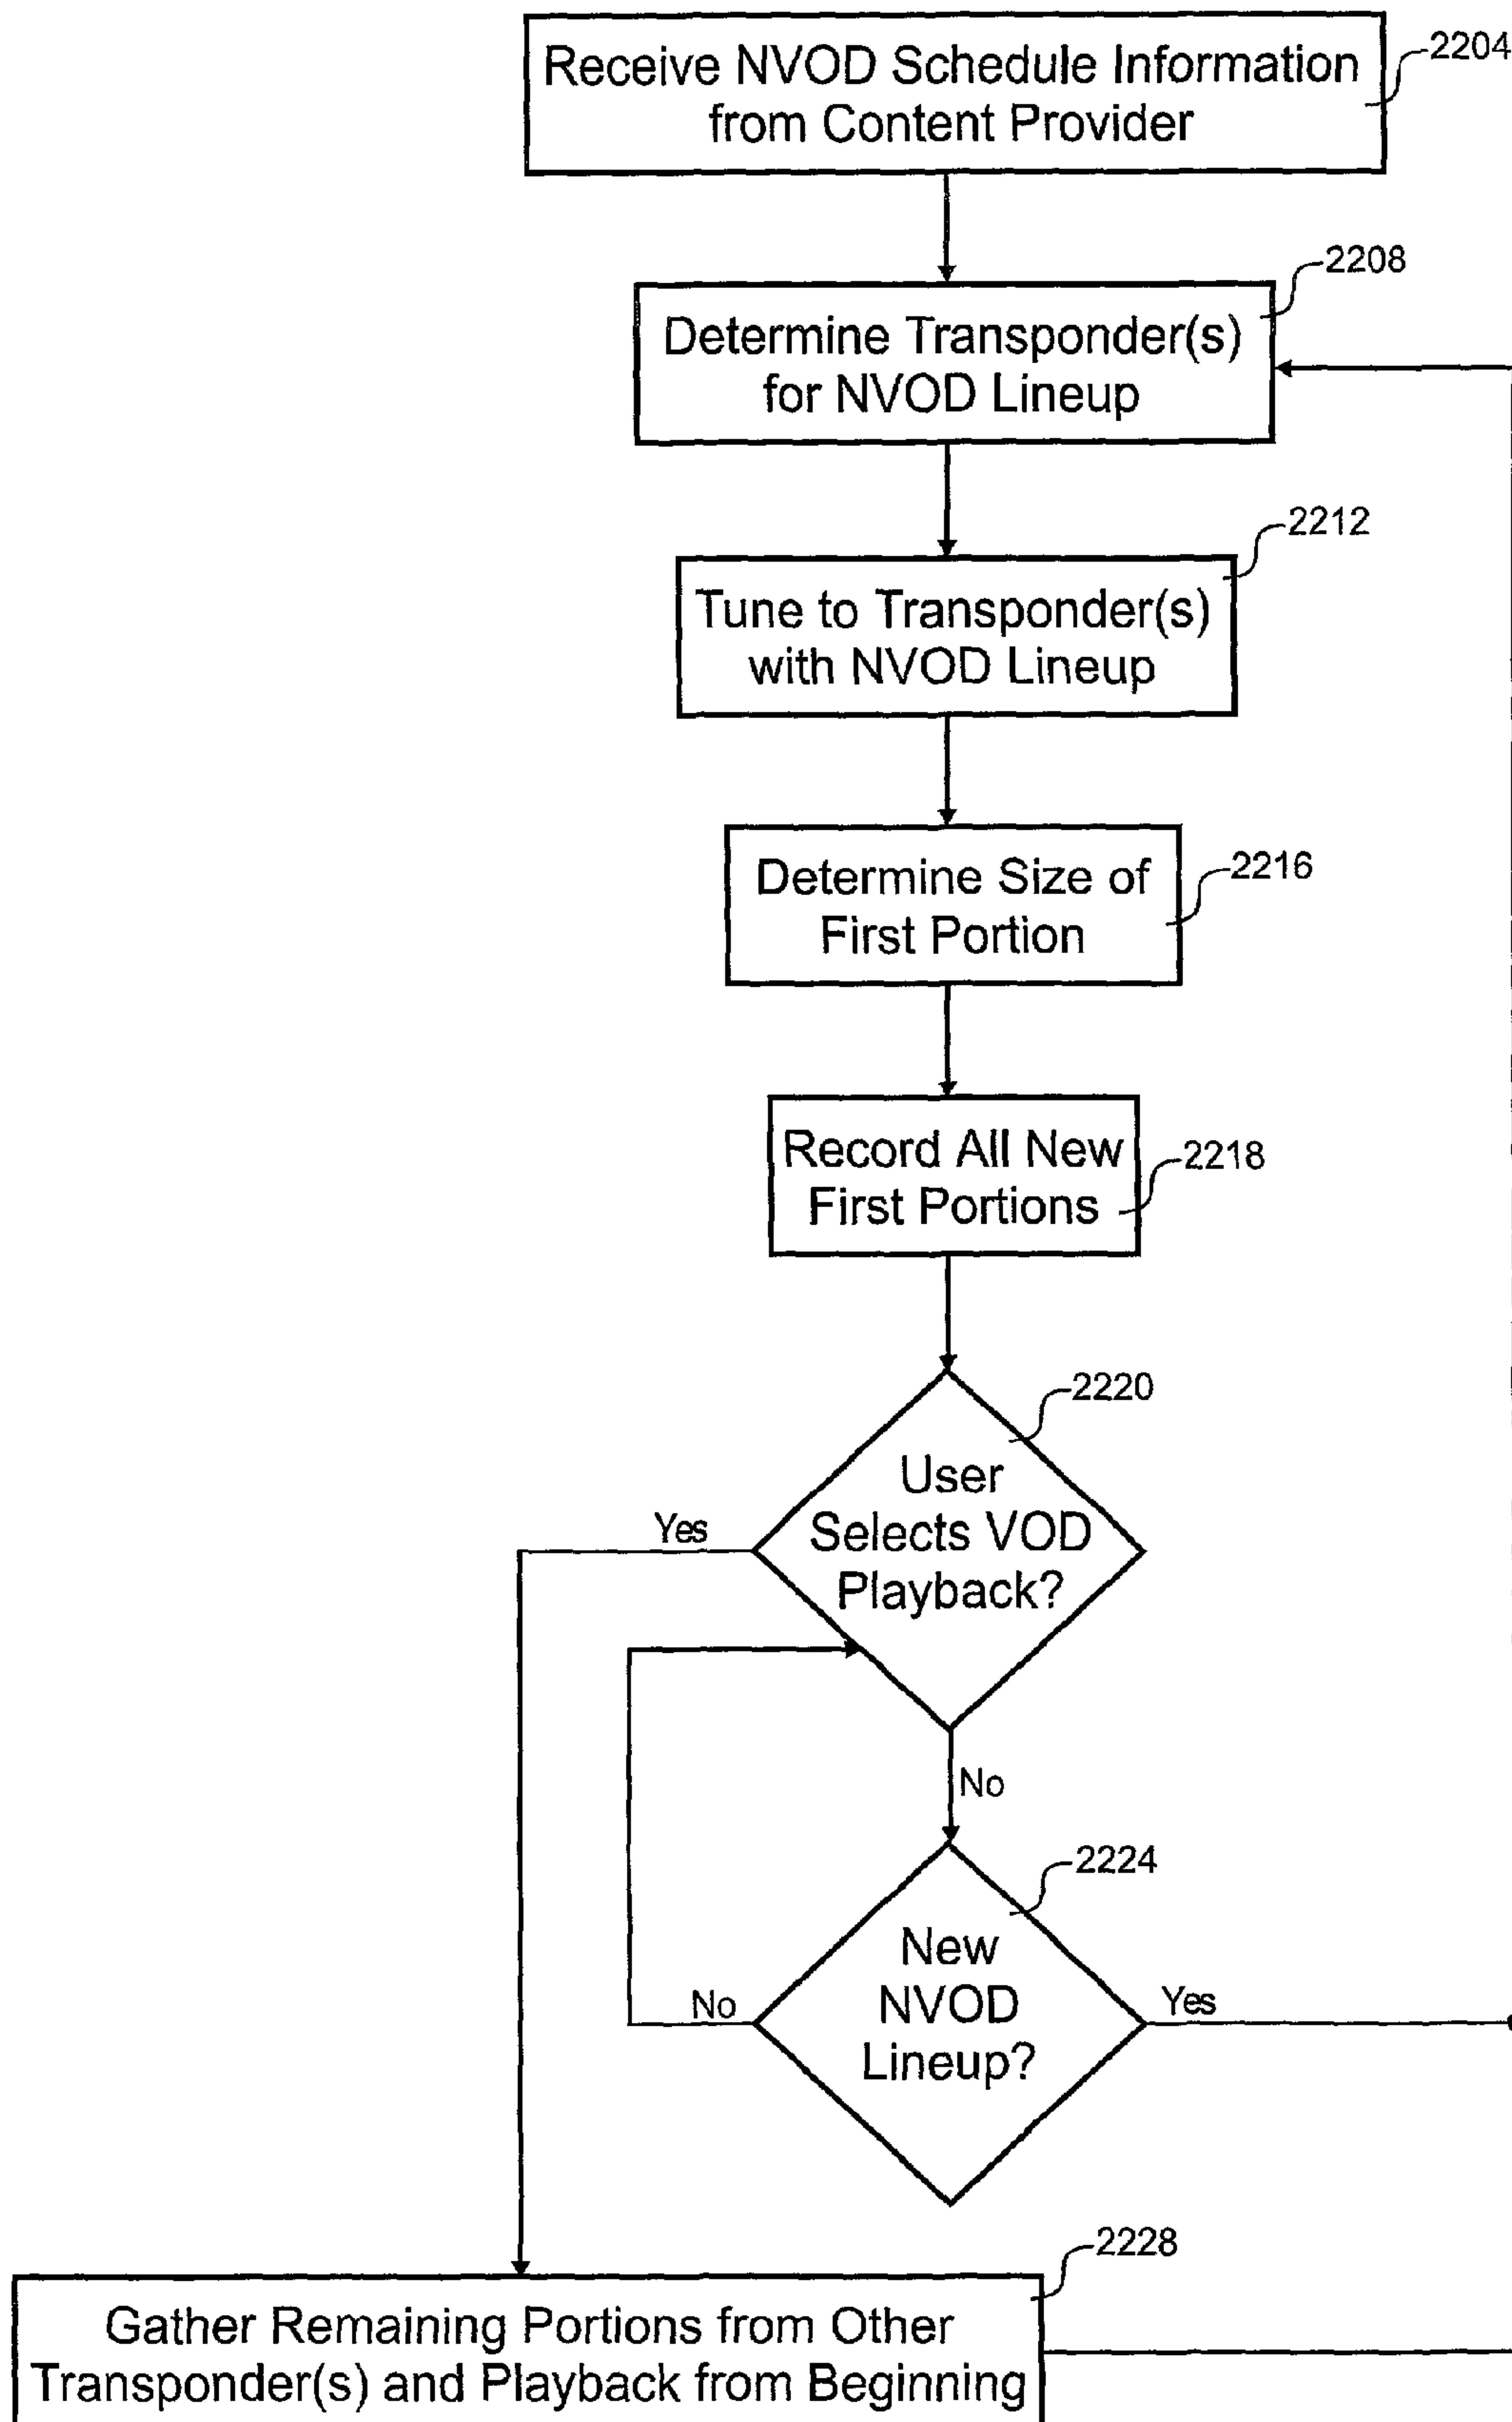 Receive NVOD Schedule Information
from Content Provider
2204
2208
Determine Transponder(s)
for NVOD Lineup
2212
Tune to Transponder(s)
with NVOD Lineup
Determine Size of
First Portion
2216
Record All New
First Portions
2218
2220
User
Selects VOD
Playback?
Yes
No
2224
New
NVOD
Lineup?
No
Yes
2228
Gather Remaining Portions from Other
Transponder(s) and Playback from Beginning